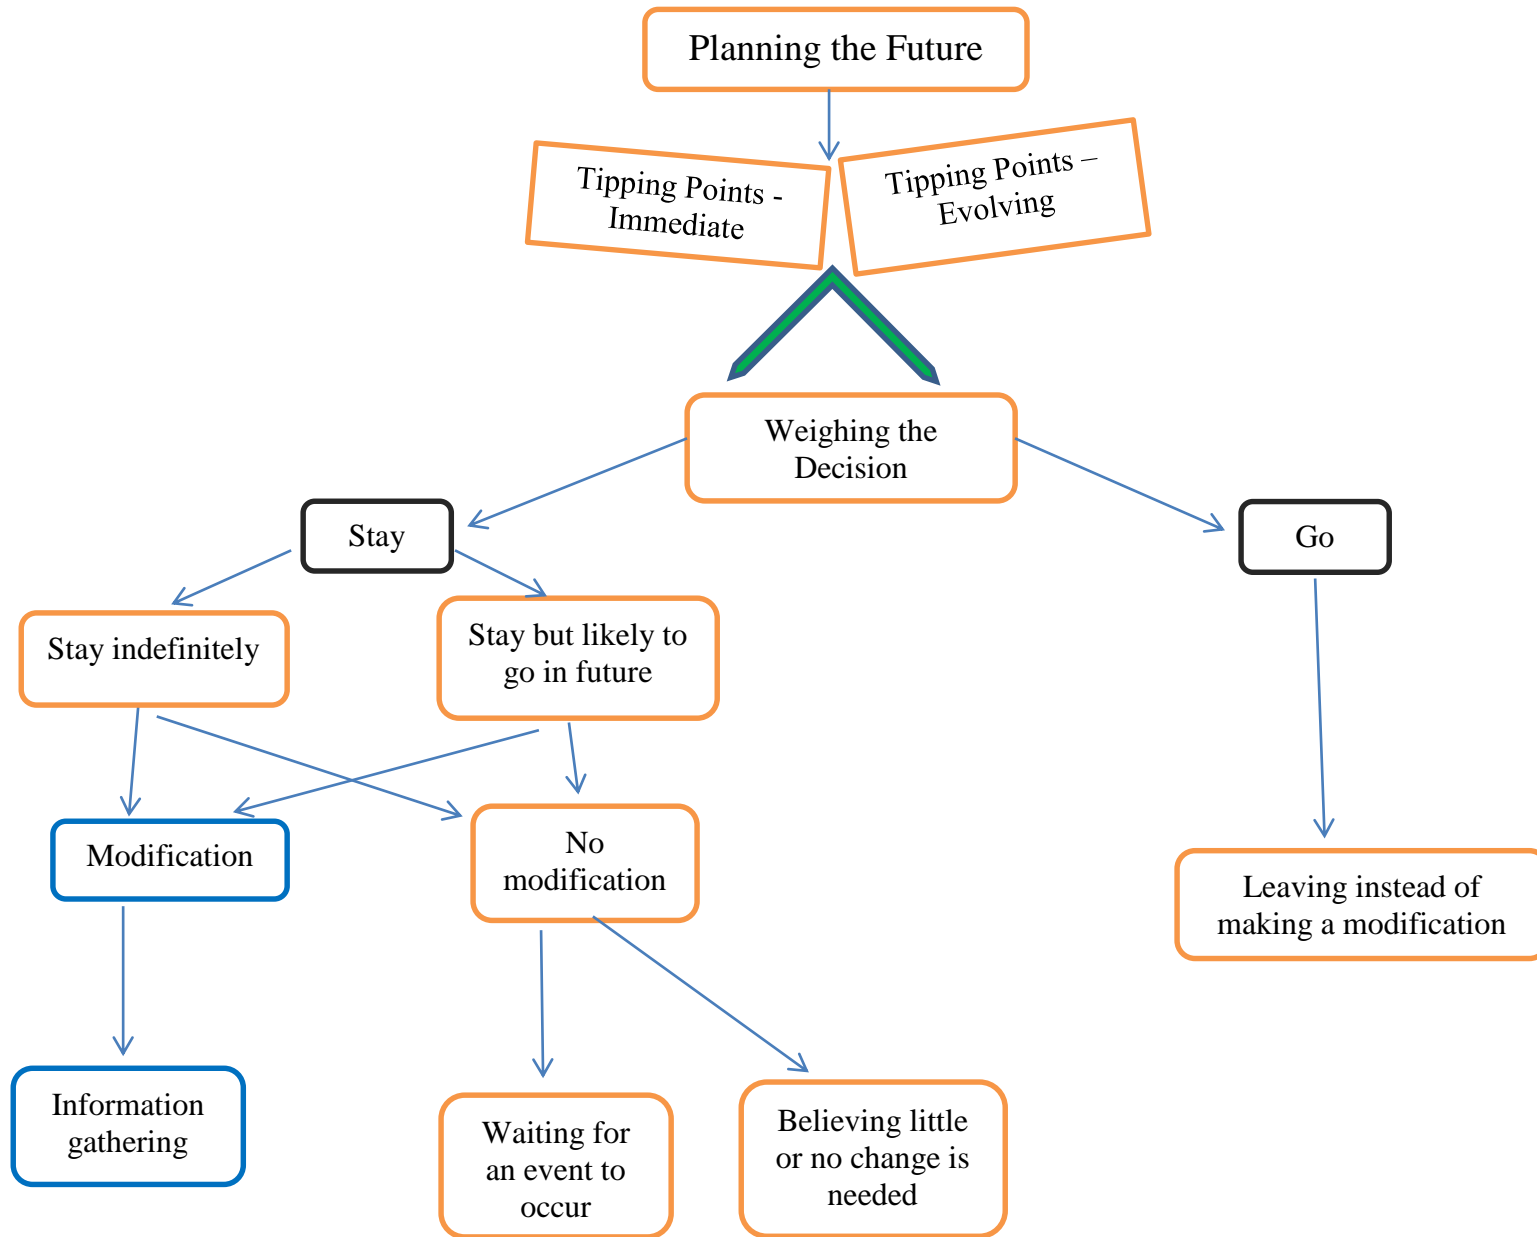 Planning the Future
Tipping Points -
Immediate
Tipping Points –
Evolving
Weighing the
Decision
Stay
Go
Stay indefinitely
Stay but likely to
go in future
Modification
No
modification
Leaving instead of
making a modification
Information
gathering
Waiting for
an event to
occur
Believing little
or no change is
needed